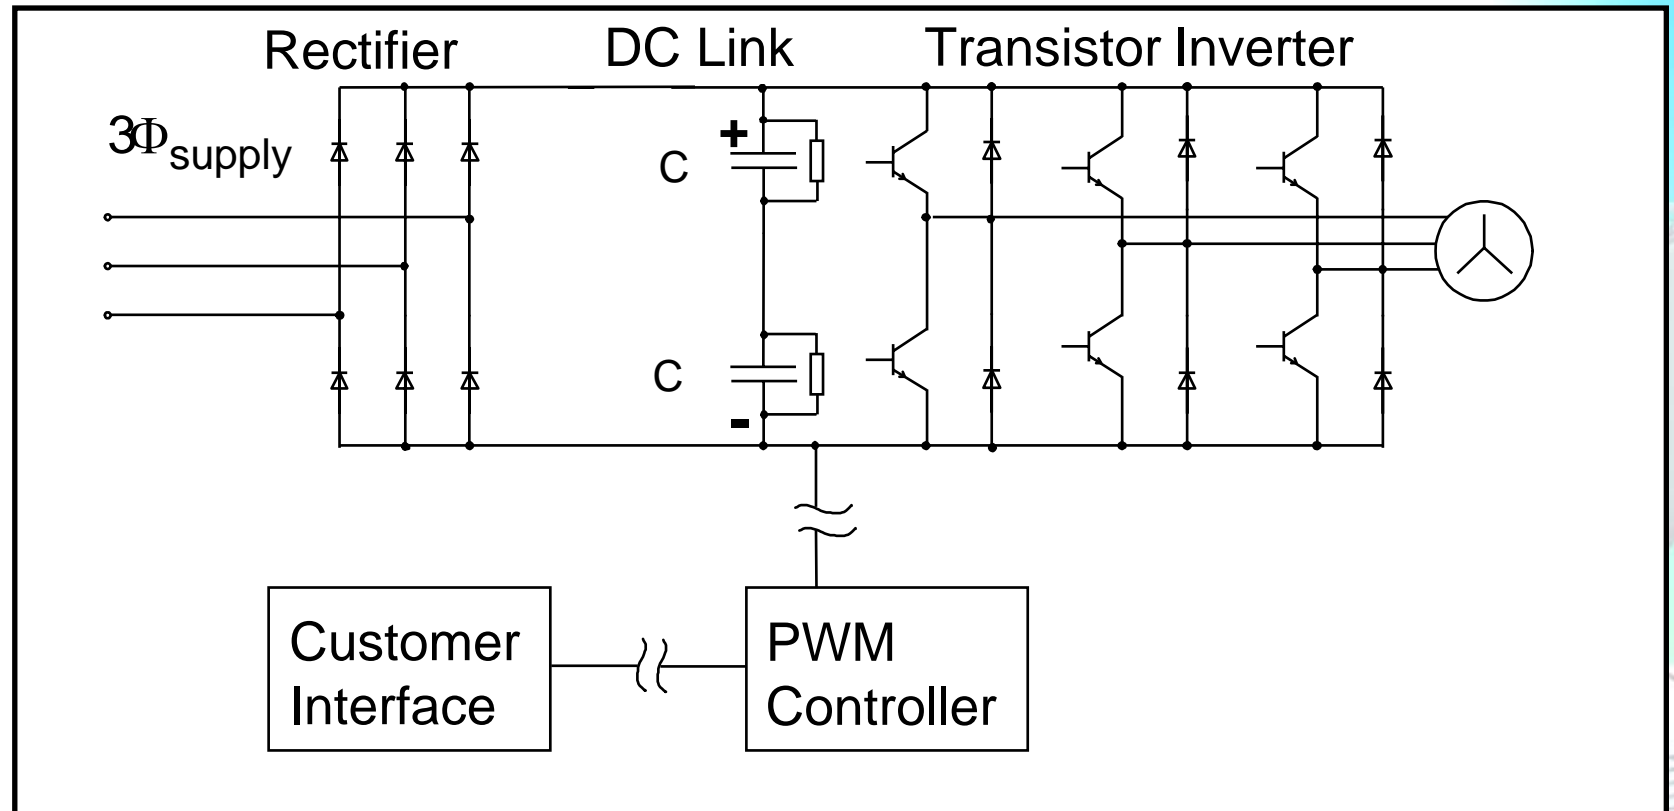 Rectifier
DC Link
Transistor Inverter
3Φsupply
+
C
C
-
Customer
Interface
PWM
Controller